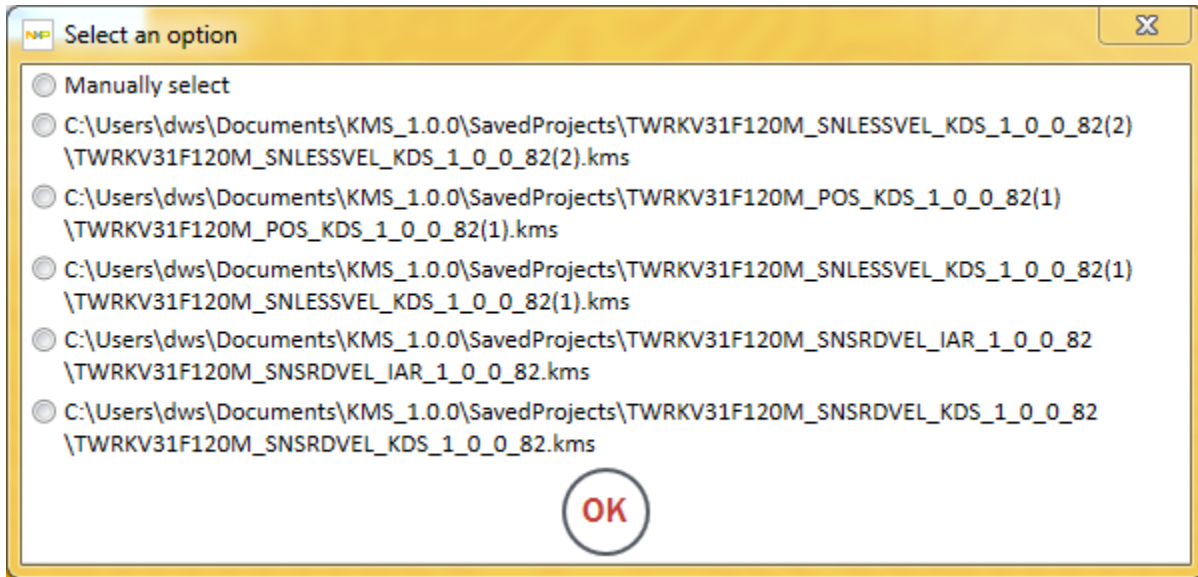 NXP Select an option
Manually select
C:\Users\dws\Documents\KMS_1.0.0\SavedProjects\TWRKV31F120M_SNLESSVEL_KDS_1_0_0_82(2)
\TWRKV31F120M_SNLESSVEL_KDS_1_0_0_82(2).kms
C:\Users\dws\Documents\KMS_1.0.0\SavedProjects\TWRKV31F120M_POS_KDS_1_0_0_82(1)
\TWRKV31F120M_POS_KDS_1_0_0_82(1).kms
C:\Users\dws\Documents\KMS_1.0.0\SavedProjects\TWRKV31F120M_SNLESSVEL_KDS_1_0_0_82(1)
\TWRKV31F120M_SNLESSVEL_KDS_1_0_0_82(1).kms
C:\Users\dws\Documents\KMS_1.0.0\SavedProjects\TWRKV31F120M_SNSRDVEL_IAR_1_0_0_82
\TWRKV31F120M_SNSRDVEL_IAR_1_0_0_82.kms
C:\Users\dws\Documents\KMS_1.0.0\SavedProjects\TWRKV31F120M_SNSRDVEL_KDS_1_0_0_82
\TWRKV31F120M_SNSRDVEL_KDS_1_0_0_82.kms
OK